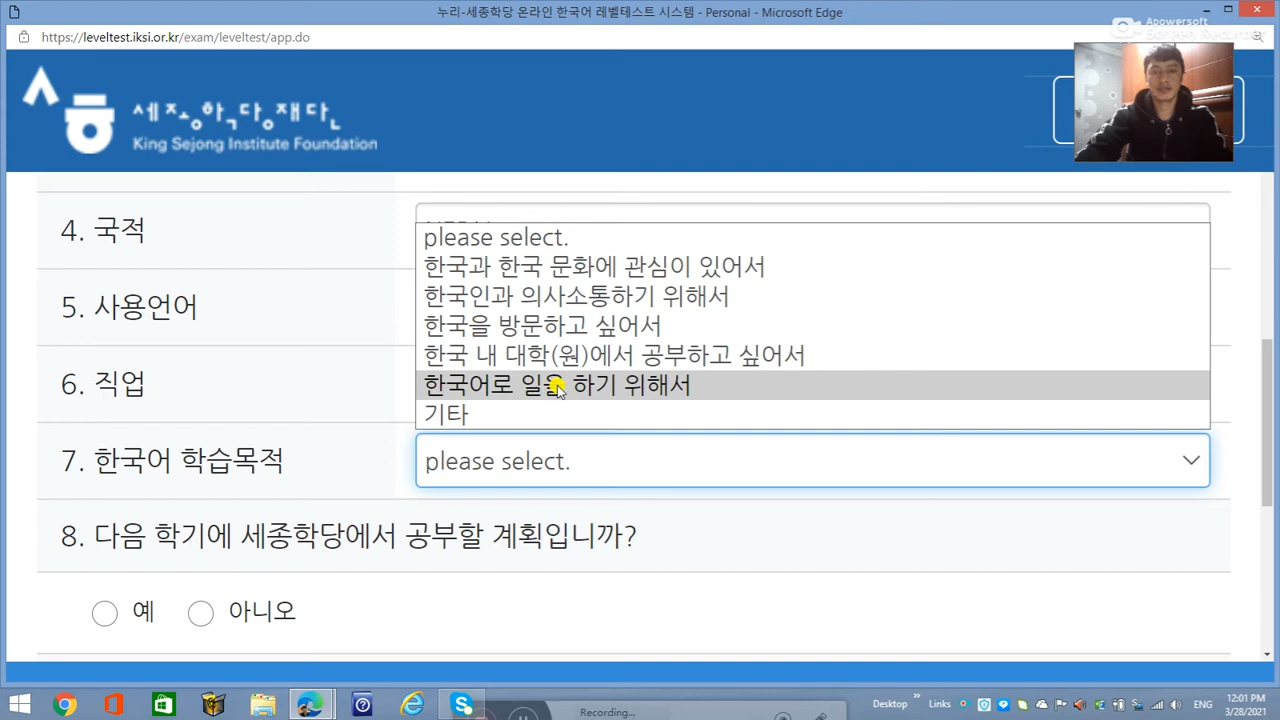 누리-세종학당 온라인 한국어 레벨테스트 시스템 - Personal - Microsoft Edge
https://leveltest.iksi.or.kr/exam/leveltest/app.do
Apowersoft
Screen Recorder
세종학당재단
King Sejong Institute Foundation
4. 국적
please select.
한국과 한국 문화에 관심이 있어서
한국인과 의사소통하기 위해서
5. 사용언어
한국을 방문하고 싶어서
한국 내 대학(원)에서 공부하고 싶어서
6. 직업
한국어로 일을 하기 위해서
기타
7. 한국어 학습목적
please select.
8. 다음 학기에 세종학당에서 공부할 계획입니까?
예 아니오
Recording...
Desktop
Links
ENG
12:01 PM
3/28/2021